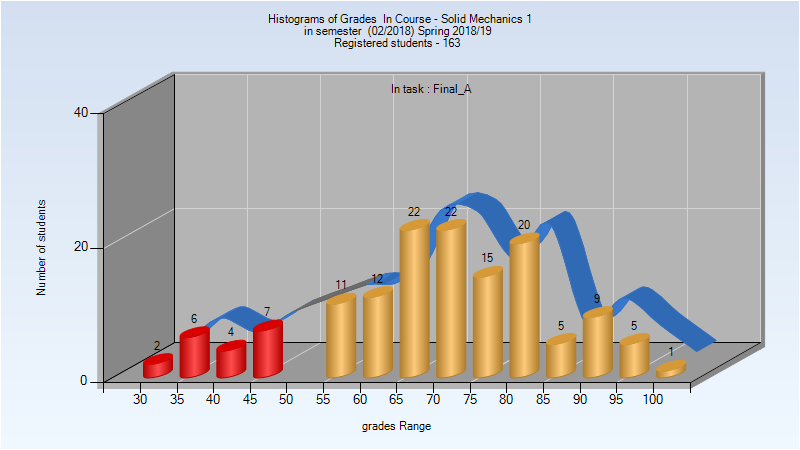 Histograms of Grades  In Course - Solid Mechanics 1
in semester  (02/2018) Spring 2018/19
Registered students - 163
In task : Final_A
40
20
0
Number of students
2
6
4
7
11
12
22
22
15
20
5
9
5
1
30 35 40 45 50 55 60 65 70 75 80 85 90 95 100
grades Range